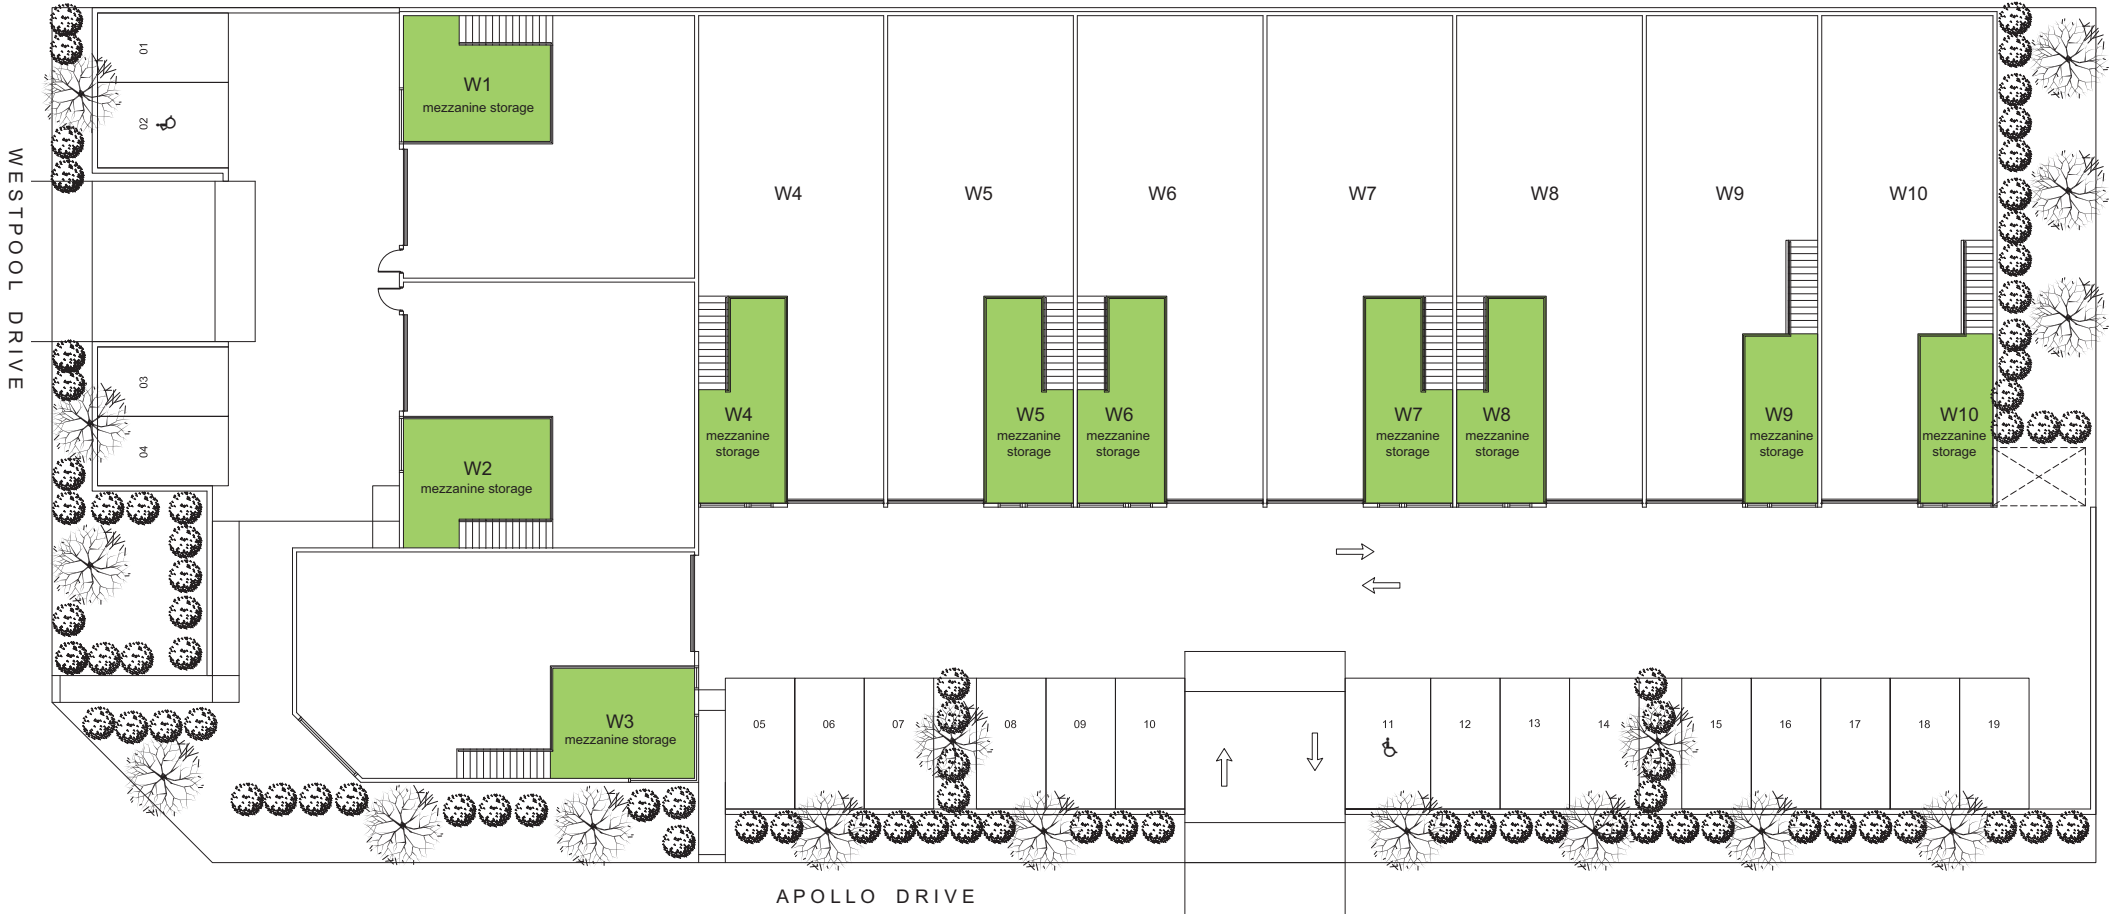 01
02
WESTPOOL DRIVE
03
04
W1
mezzanine storage
W2
mezzanine storage
W3
mezzanine storage
W4
W5
W6
W7
W8
W9
W10
W4
mezzanine
storage
W5
mezzanine
storage
W6
mezzanine
storage
W7
mezzanine
storage
W8
mezzanine
storage
W9
mezzanine
storage
W10
mezzanine
storage
05
06
07
08
09
10
11
12
13
14
15
16
17
18
19
APOLLO DRIVE